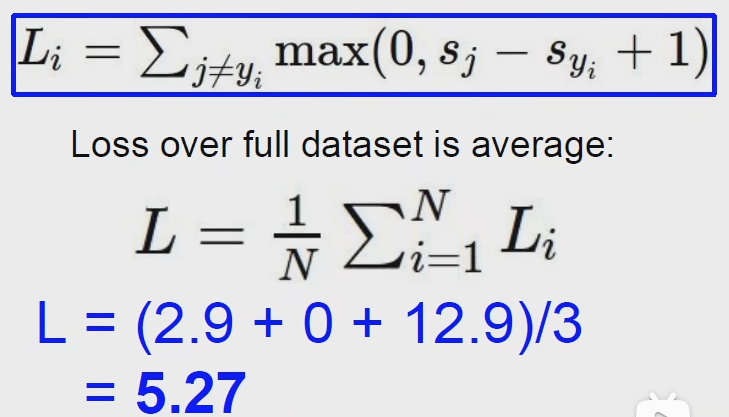 L_i = ∑_{j≠y_i} max(0, s_j − s_{y_i} + 1)
Loss over full dataset is average:
L = \frac{1}{N} ∑_{i=1}^{N} L_i
L = (2.9 + 0 + 12.9)/3
= 5.27